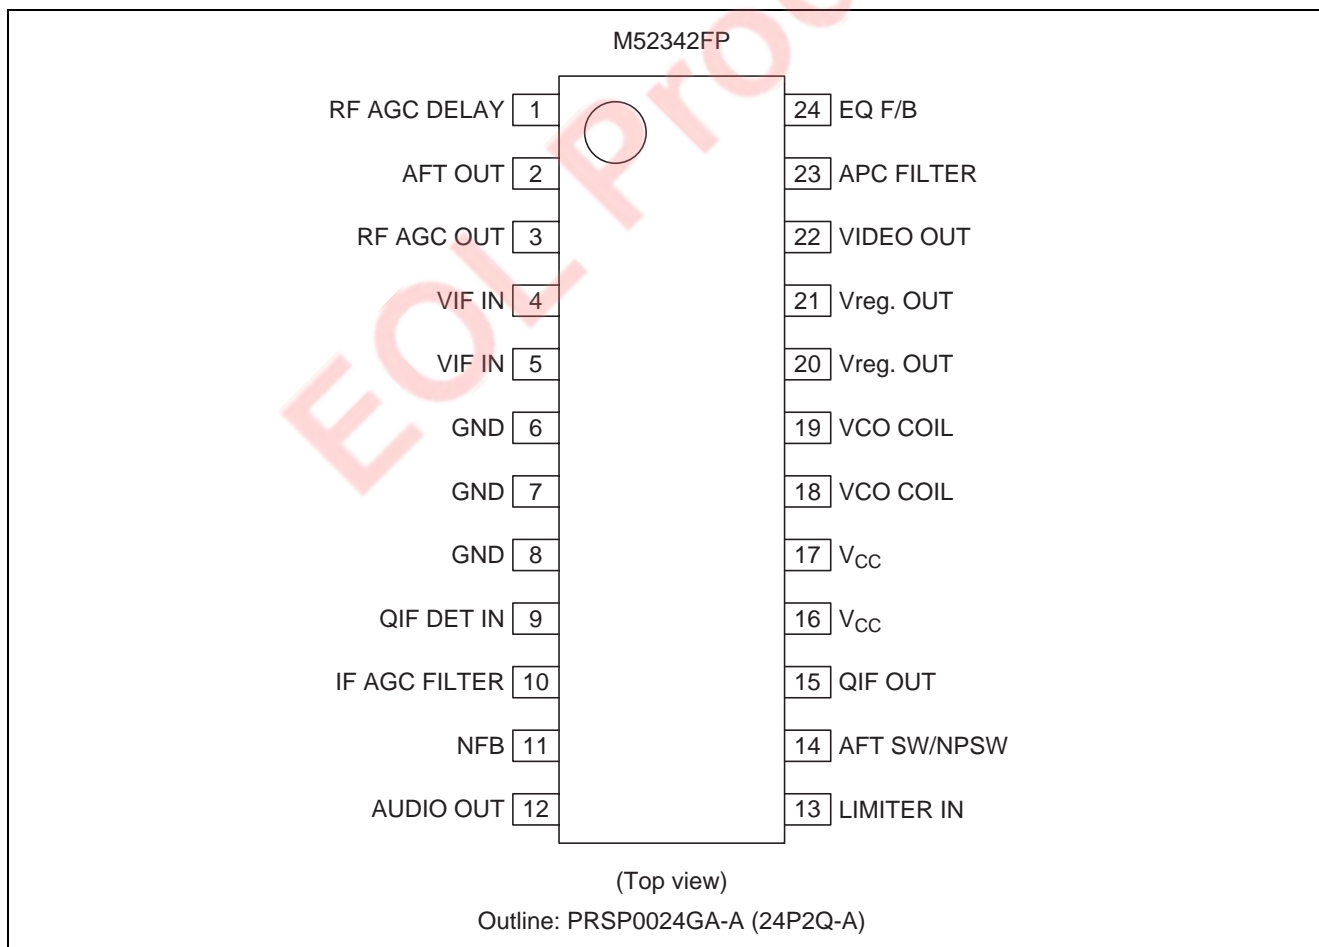 M52342FP
RF AGC DELAY 1 24 EQ F/B
AFT OUT 2 23 APC FILTER
RF AGC OUT 3 22 VIDEO OUT
VIF IN 4 21 Vreg. OUT
VIF IN 5 20 Vreg. OUT
GND 6 19 VCO COIL
GND 7 18 VCO COIL
GND 8 17 VCC
QIF DET IN 9 16 VCC
IF AGC FILTER 10 15 QIF OUT
NFB 11 14 AFT SW/NPSW
AUDIO OUT 12 13 LIMITER IN
(Top view)
Outline: PRSP0024GA-A (24P2Q-A)
EOL